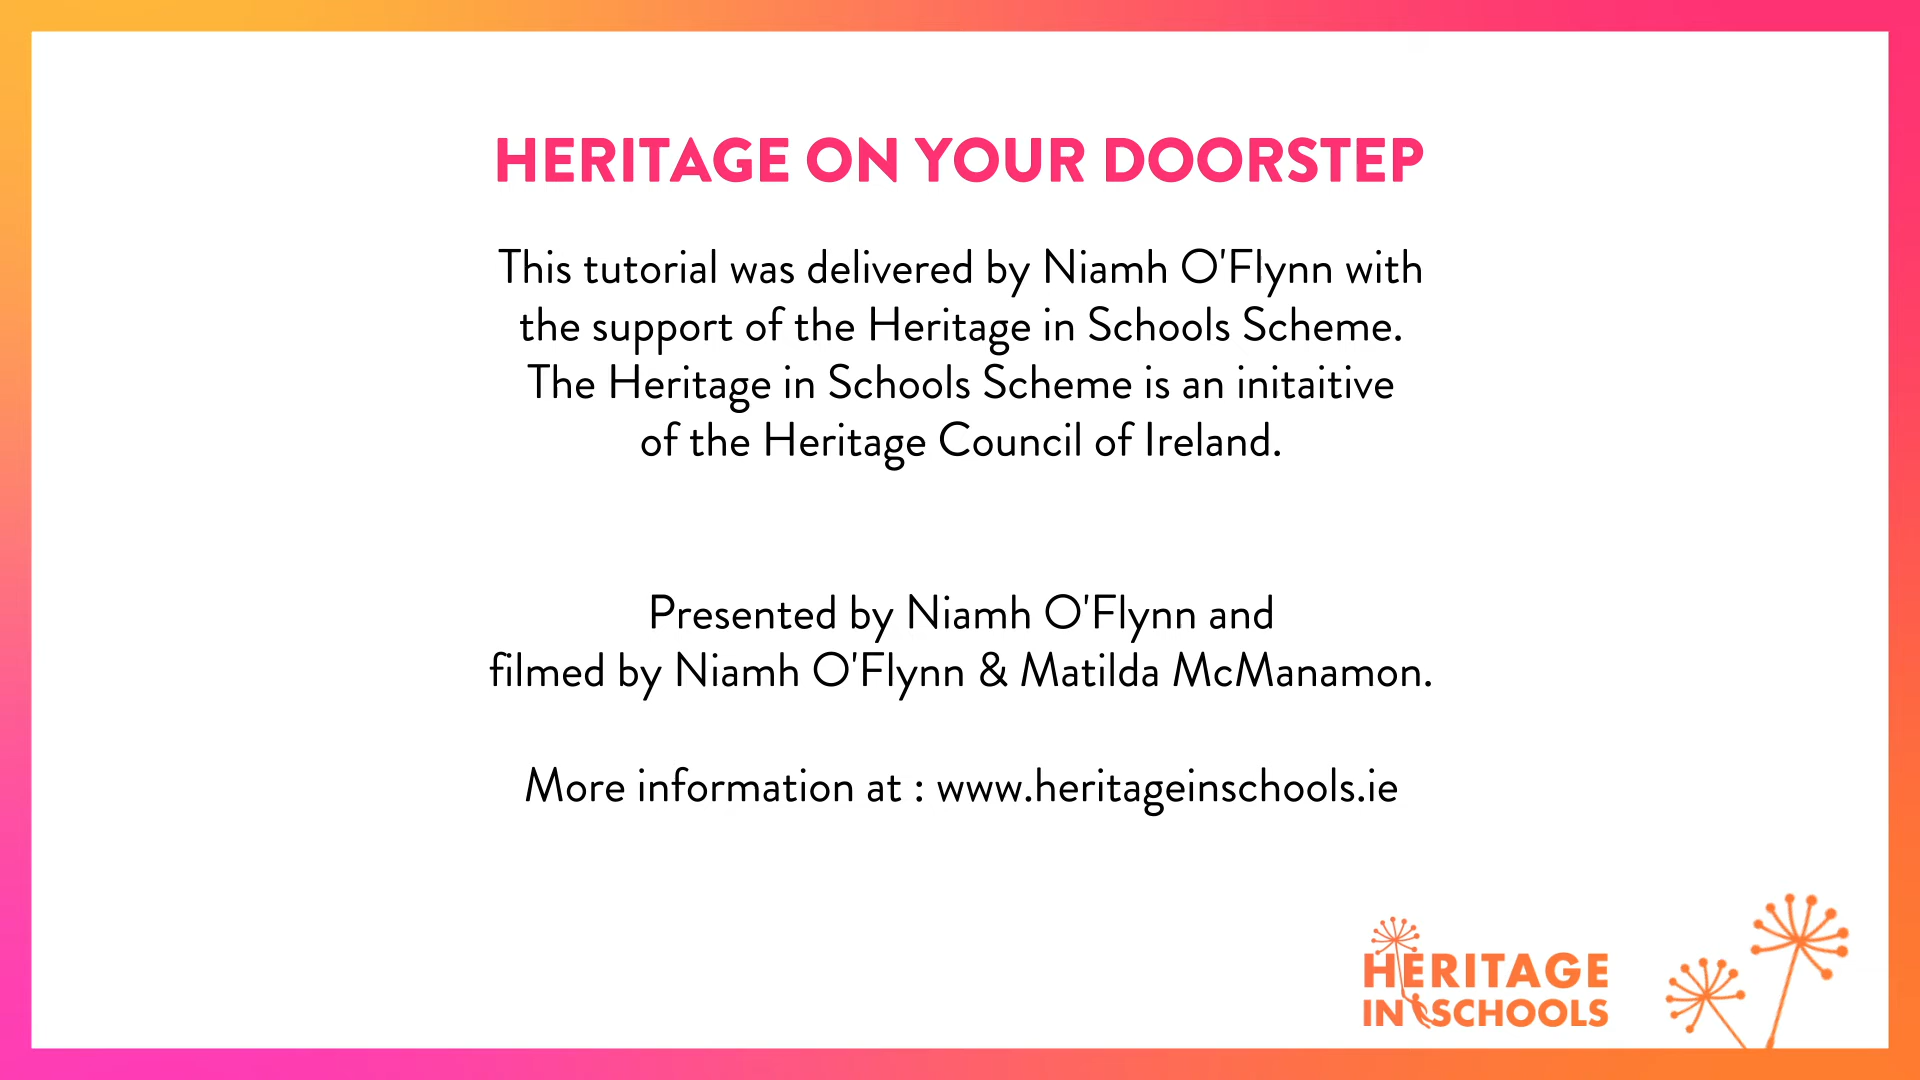 HERITAGE ON YOUR DOORSTEP
This tutorial was delivered by Niamh O'Flynn with
the support of the Heritage in Schools Scheme.
The Heritage in Schools Scheme is an initaitive
of the Heritage Council of Ireland.
Presented by Niamh O'Flynn and
filmed by Niamh O'Flynn & Matilda McManamon.
More information at : www.heritageinschools.ie
HERITAGE
IN SCHOOLS